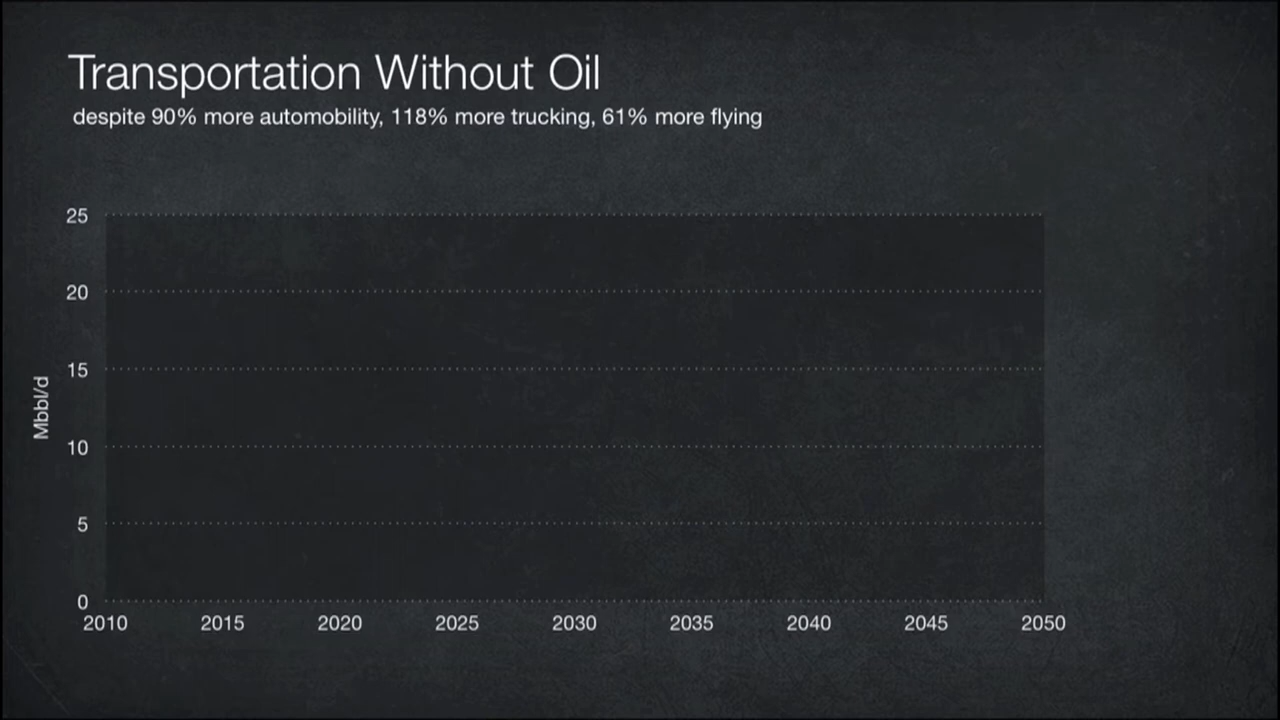 Transportation Without Oil
despite 90% more automobility, 118% more trucking, 61% more flying
25
20
15
10
5
0
Mbbl/d
2010 2015 2020 2025 2030 2035 2040 2045 2050